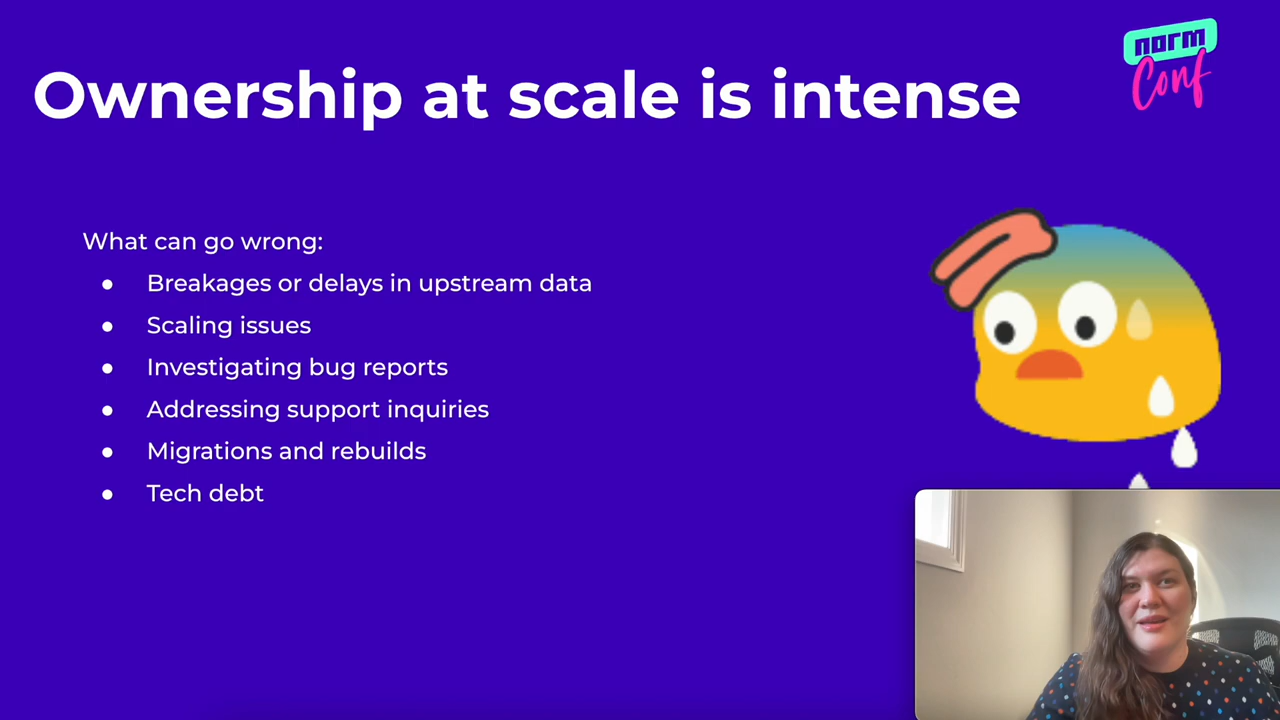 norm
Conf
Ownership at scale is intense
What can go wrong:
● Breakages or delays in upstream data
● Scaling issues
● Investigating bug reports
● Addressing support inquiries
● Migrations and rebuilds
● Tech debt